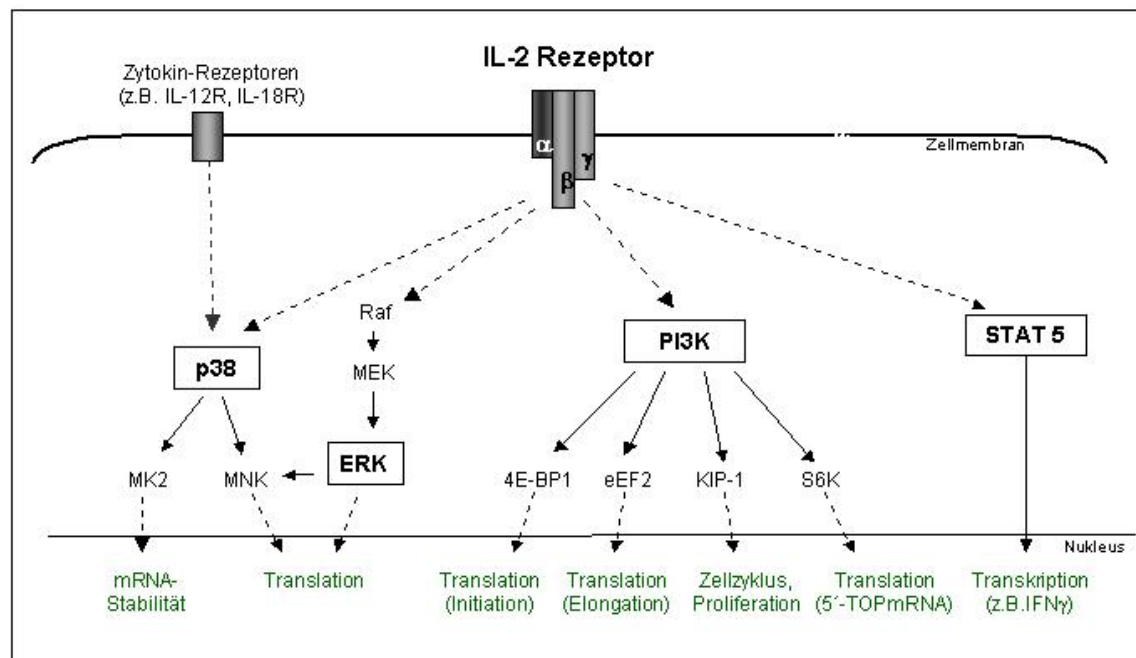 IL-2 Rezeptor
Zytokin-Rezeptoren
(z.B. IL-12R, IL-18R)
Zellmembran
α
β
γ
Raf
MEK
p38
ERK
PI3K
STAT 5
MK2
MNK
4E-BP1
eEF2
KIP-1
S6K
Nukleus
mRNA-
Stabilität
Translation
Translation
(Initiation)
Translation
(Elongation)
Zellzyklus,
Proliferation
Translation
(5´-TOPmRNA)
Transkription
(z.B.IFNγ)